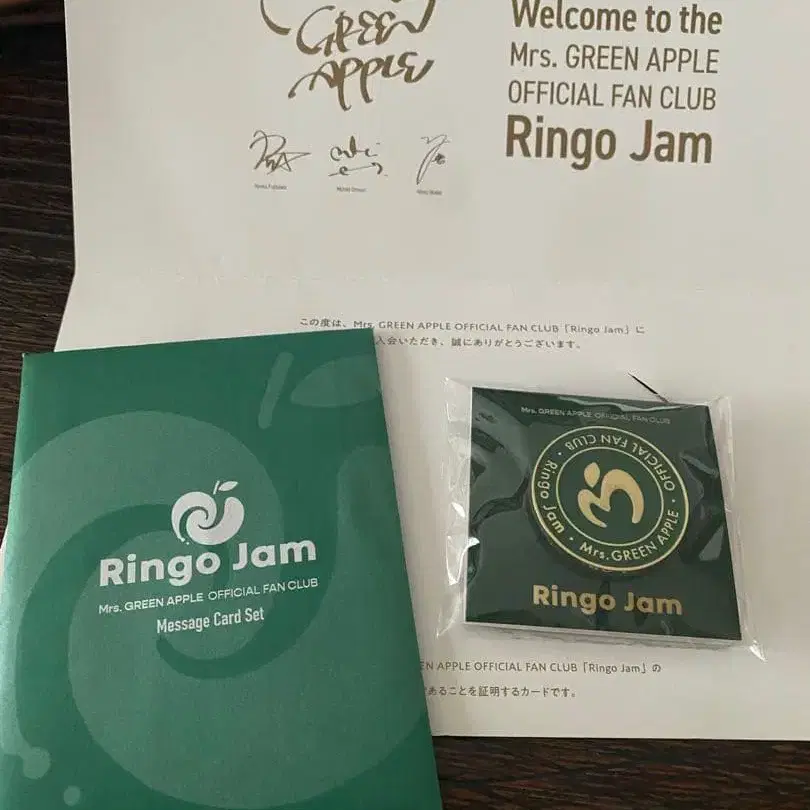 GREEN
APPLE
Welcome to the
Mrs. GREEN APPLE
OFFICIAL FAN CLUB
Ringo Jam
この度は、Mrs. GREEN APPLE OFFICIAL FAN CLUB「Ringo Jam」に
入会いただき、誠にありがとうございます。
Ringo Jam
Mrs. GREEN APPLE OFFICIAL FAN CLUB
Message Card Set
Mrs. GREEN APPLE OFFICIAL FAN CLUB
Ringo Jam • Mrs. GREEN APPLE • OFFICIAL FAN CLUB •
Ringo Jam
EN APPLE OFFICIAL FAN CLUB「Ringo Jam」の
あることを証明するカードです。